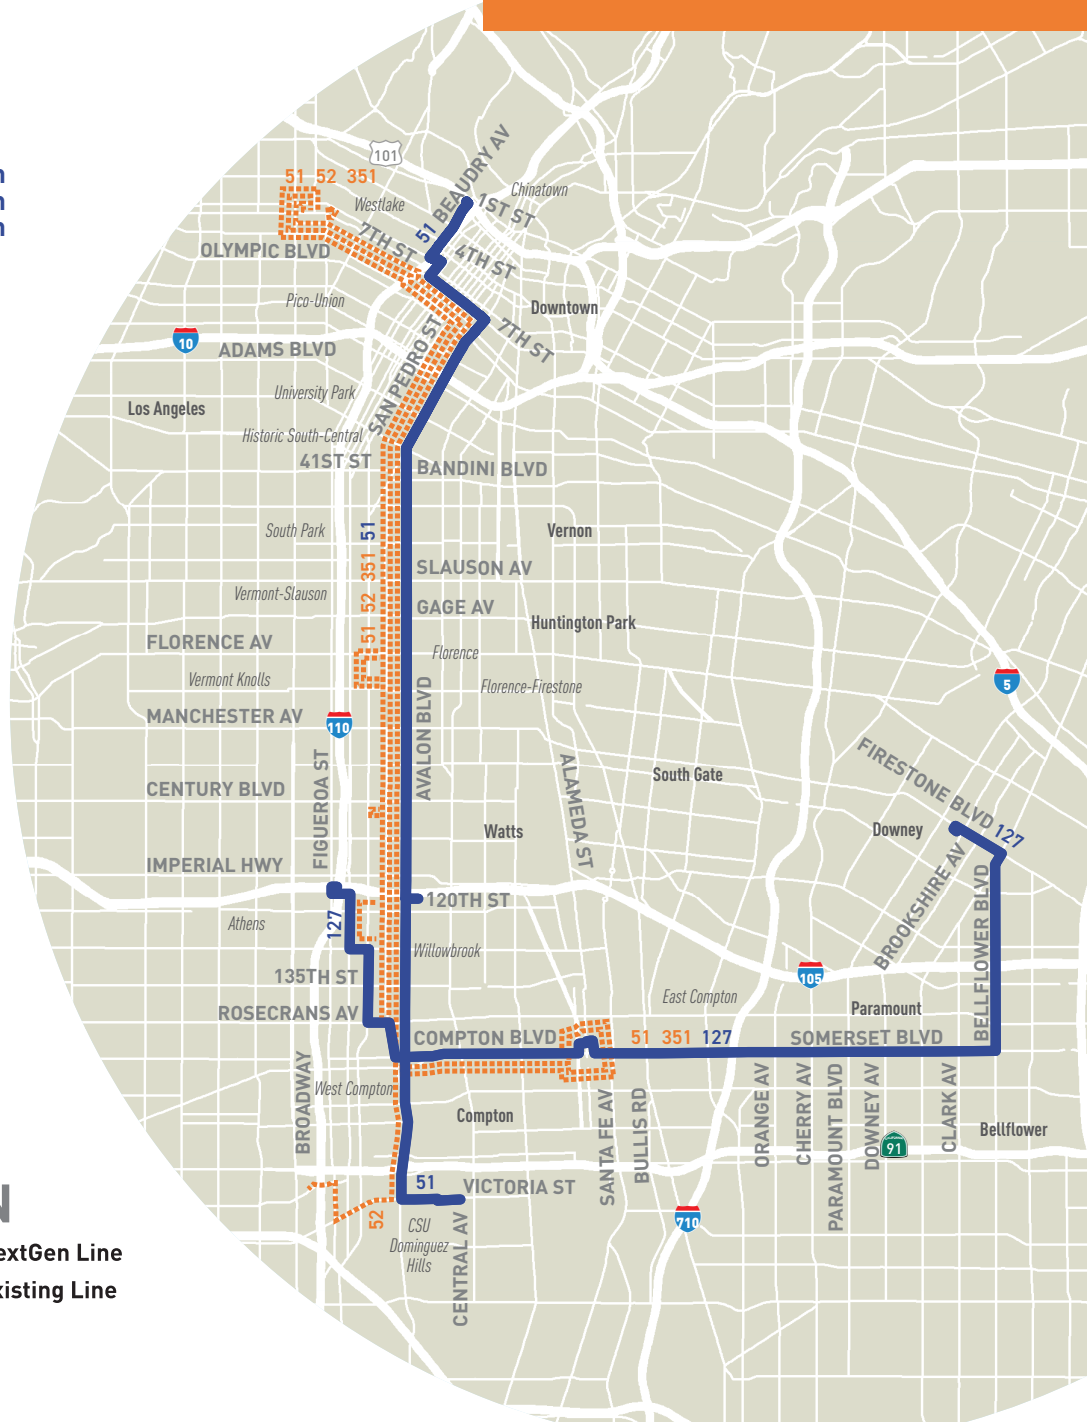 101
51 52 351
BEAUDRY AV
Chinatown
Westlake
1ST ST
51
7TH ST
4TH ST
OLYMPIC BLVD
Pico-Union
Downtown
7TH ST
10
ADAMS BLVD
SAN PEDRO ST
University Park
Los Angeles
Historic South-Central
41ST ST
BANDINI BLVD
South Park
51
Vernon
51 52 351
SLAUSON AV
Vermont-Slauson
GAGE AV
Huntington Park
FLORENCE AV
Florence
Vermont Knolls
Florence-Firestone
5
MANCHESTER AV
110
AVALON BLVD
FIGUEROA ST
ALAMEDA ST
South Gate
FIRESTONE BLVD
127
CENTURY BLVD
Watts
Downey
IMPERIAL HWY
BROOKSHIRE AV
BELLFLOWER BLVD
120TH ST
Athens
127
Willowbrook
135TH ST
105
East Compton
Paramount
ROSECRANS AV
COMPTON BLVD
51 351 127
SOMERSET BLVD
BROADWAY
West Compton
Compton
SANTA FE AV
BULLIS RD
ORANGE AV
CHERRY AV
PARAMOUNT BLVD
DOWNEY AV
CLARK AV
Bellflower
CALIFORNIA
91
51
VICTORIA ST
52
CSU
Dominguez
Hills
CENTRAL AV
710
N
extGen Line
xisting Line